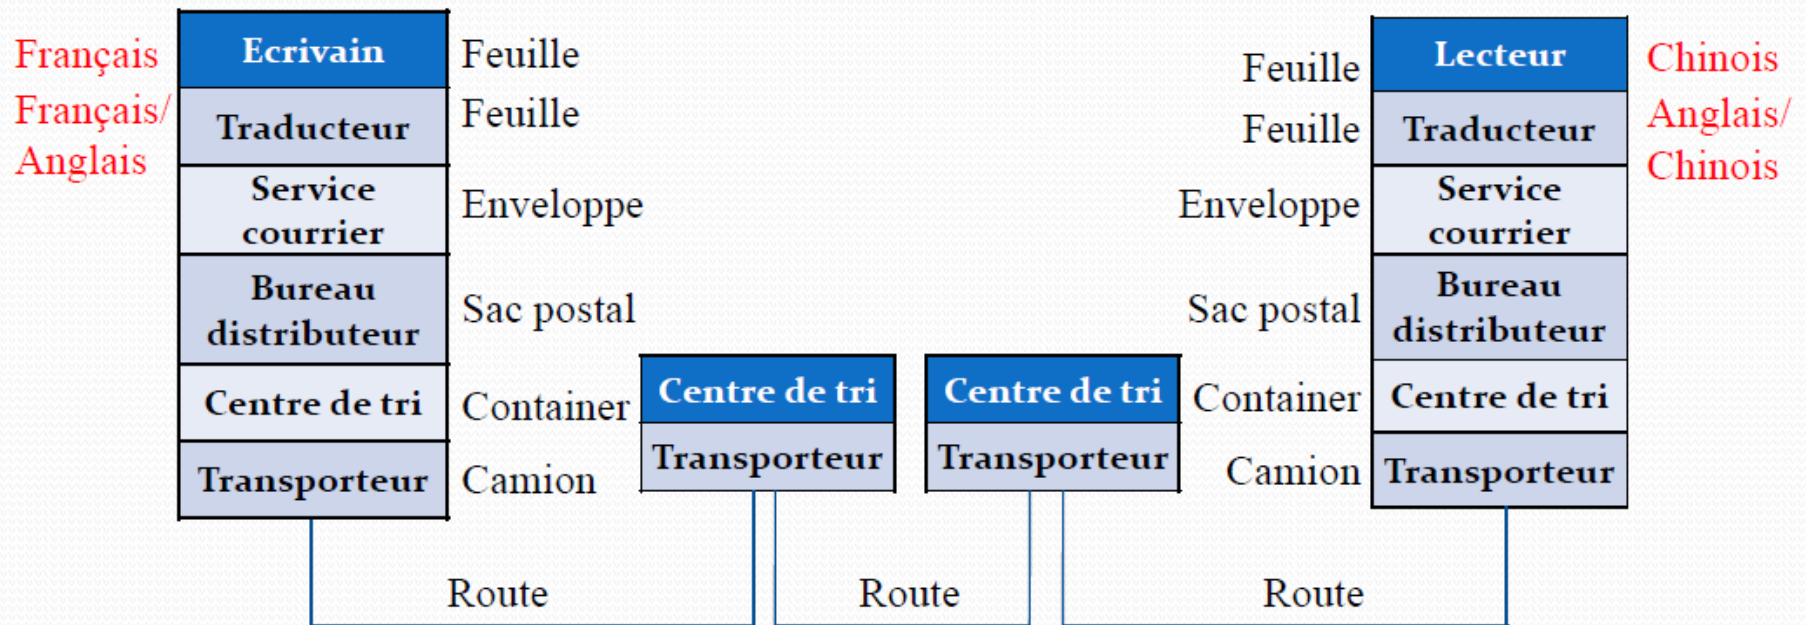 Français
Français/
Anglais
Ecrivain
Traducteur
Service
courrier
Bureau
distributeur
Centre de tri
Transporteur
Feuille
Feuille
Enveloppe
Sac postal
Container
Camion
Centre de tri
Transporteur
Centre de tri
Transporteur
Feuille
Feuille
Enveloppe
Sac postal
Container
Camion
Lecteur
Traducteur
Service
courrier
Bureau
distributeur
Centre de tri
Transporteur
Chinois
Anglais/
Chinois
Route
Route
Route